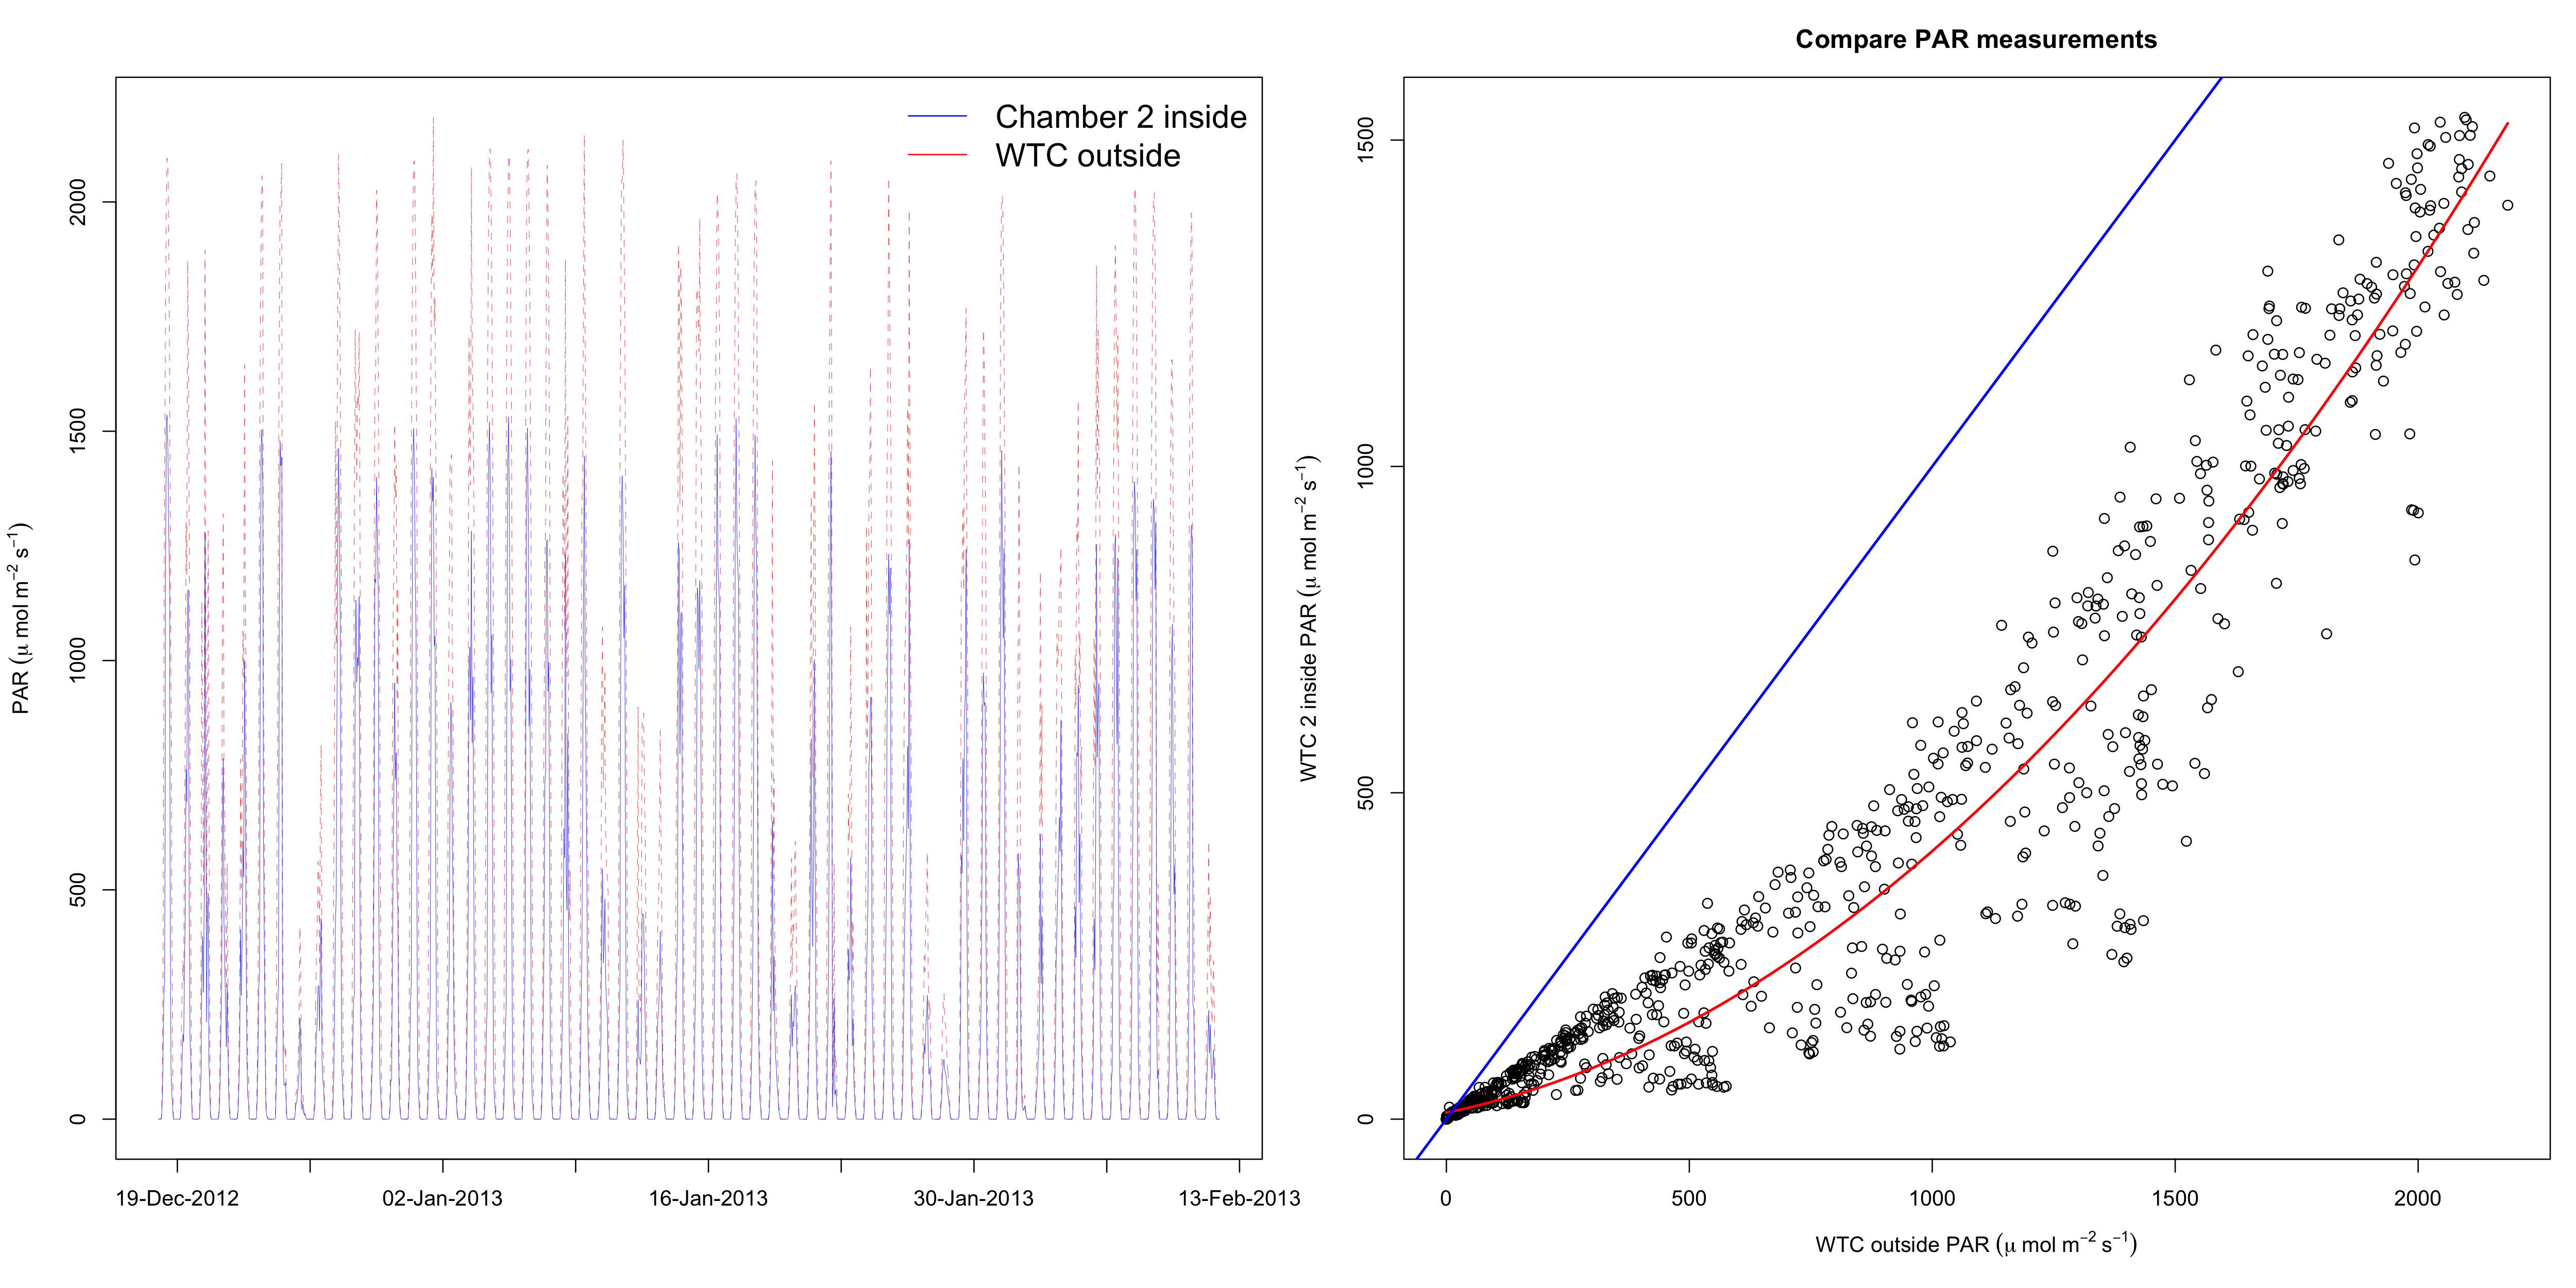 Chamber 2 inside
WTC outside
PAR (μ mol m⁻² s⁻¹)
0
500
1000
1500
2000
19-Dec-2012
02-Jan-2013
16-Jan-2013
30-Jan-2013
13-Feb-2013
Compare PAR measurements
WTC 2 inside PAR (μ mol m⁻² s⁻¹)
0
500
1000
1500
0
500
1000
1500
2000
WTC outside PAR (μ mol m⁻² s⁻¹)